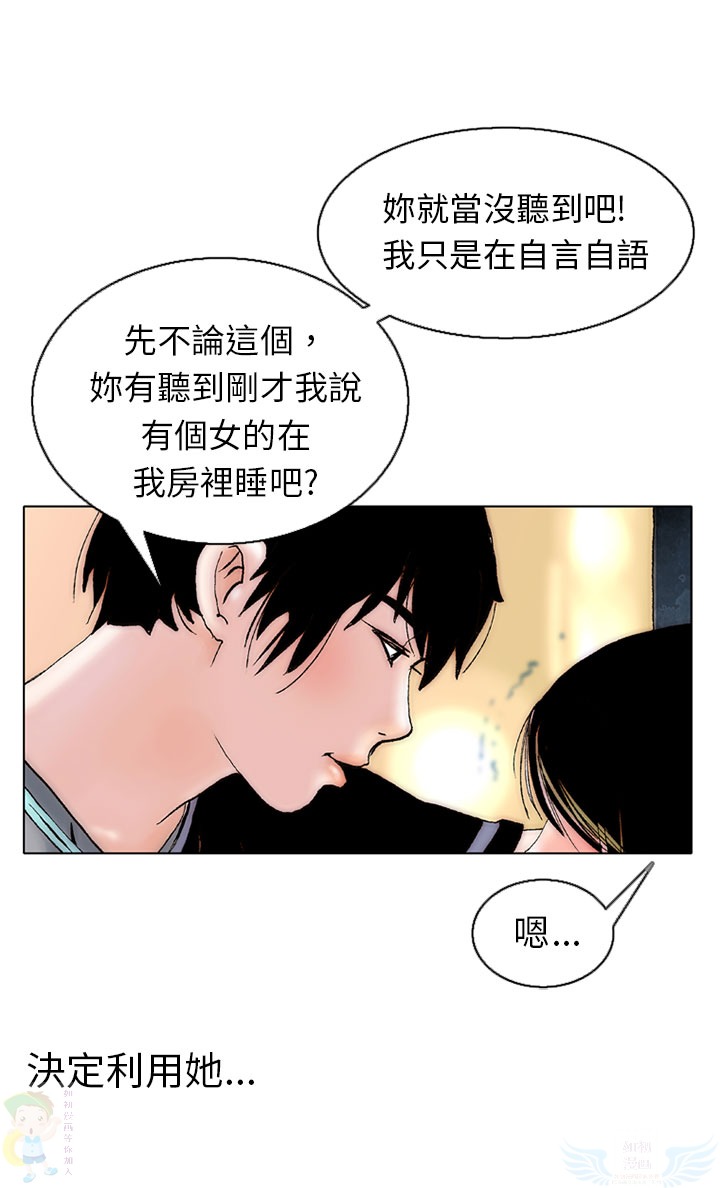 妳就當沒聽到吧!
我只是在自言自語
先不論這個，
妳有聽到剛才我說
有個女的在
我房裡睡吧?
嗯...
決定利用她...